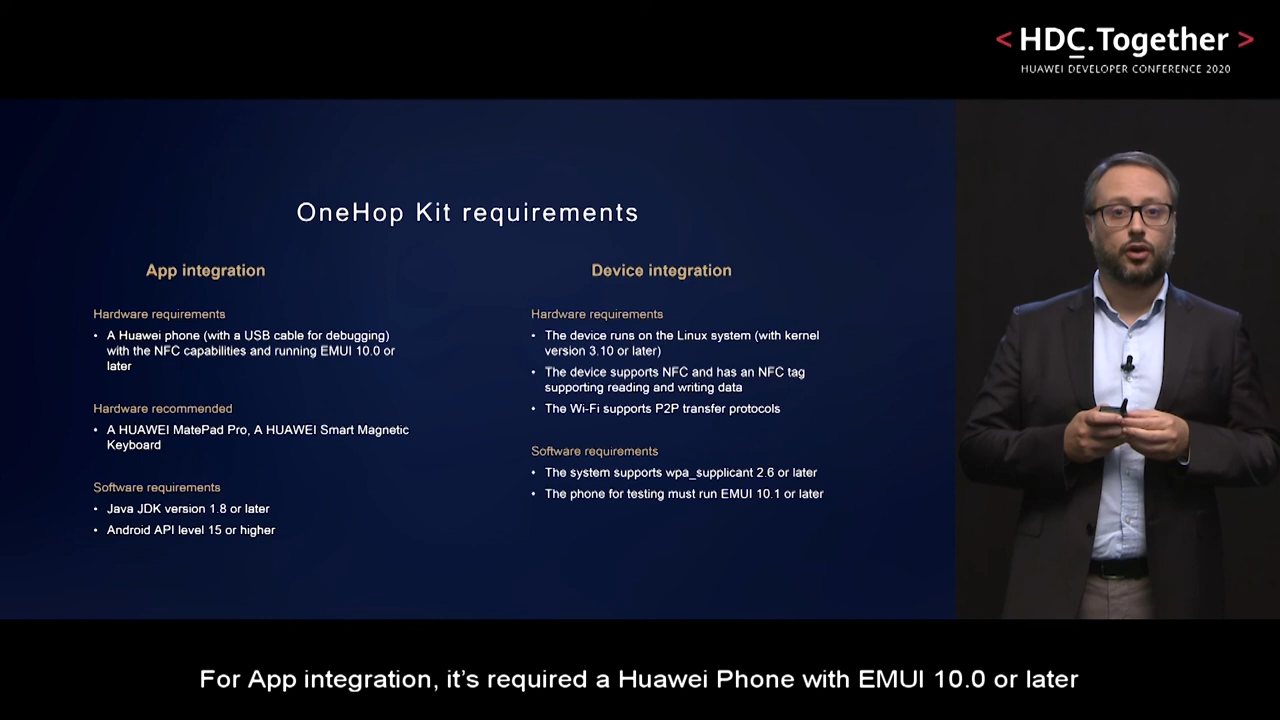 < HDC.Together >
HUAWEI DEVELOPER CONFERENCE 2020
OneHop Kit requirements
App integration
Hardware requirements
• A Huawei phone (with a USB cable for debugging)
with the NFC capabilities and running EMUI 10.0 or
later
Hardware recommended
• A HUAWEI MatePad Pro, A HUAWEI Smart Magnetic
Keyboard
Software requirements
• Java JDK version 1.8 or later
• Android API level 15 or higher
Device integration
Hardware requirements
• The device runs on the Linux system (with kernel
version 3.10 or later)
• The device supports NFC and has an NFC tag
supporting reading and writing data
• The Wi-Fi supports P2P transfer protocols
Software requirements
• The system supports wpa_supplicant 2.6 or later
• The phone for testing must run EMUI 10.1 or later
For App integration, it’s required a Huawei Phone with EMUI 10.0 or later